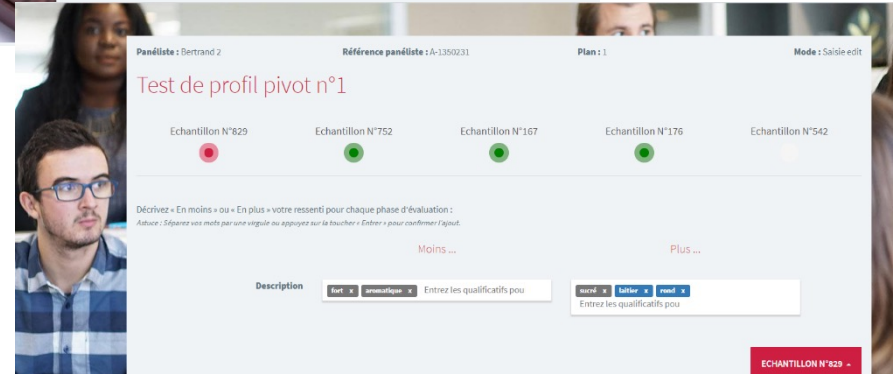 Panéliste : Bertrand 2 Référence panéliste : A-1350231 Plan : 1 Mode : Saisie edit
Test de profil pivot n°1
Echantillon N°829 Echantillon N°752 Echantillon N°167 Echantillon N°176 Echantillon N°542
Décrivez « En moins » ou « En plus » votre ressenti pour chaque phase d'évaluation :
Astuce : Séparez vos mots par une virgule ou appuyez sur la toucher « Entrer » pour confirmer l'ajout.
Moins ... Plus ...
Description fort x aromatique x Entrez les qualificatifs pou sucré x laitier x rond x
Entrez les qualificatifs pou
ECHANTILLON N°829